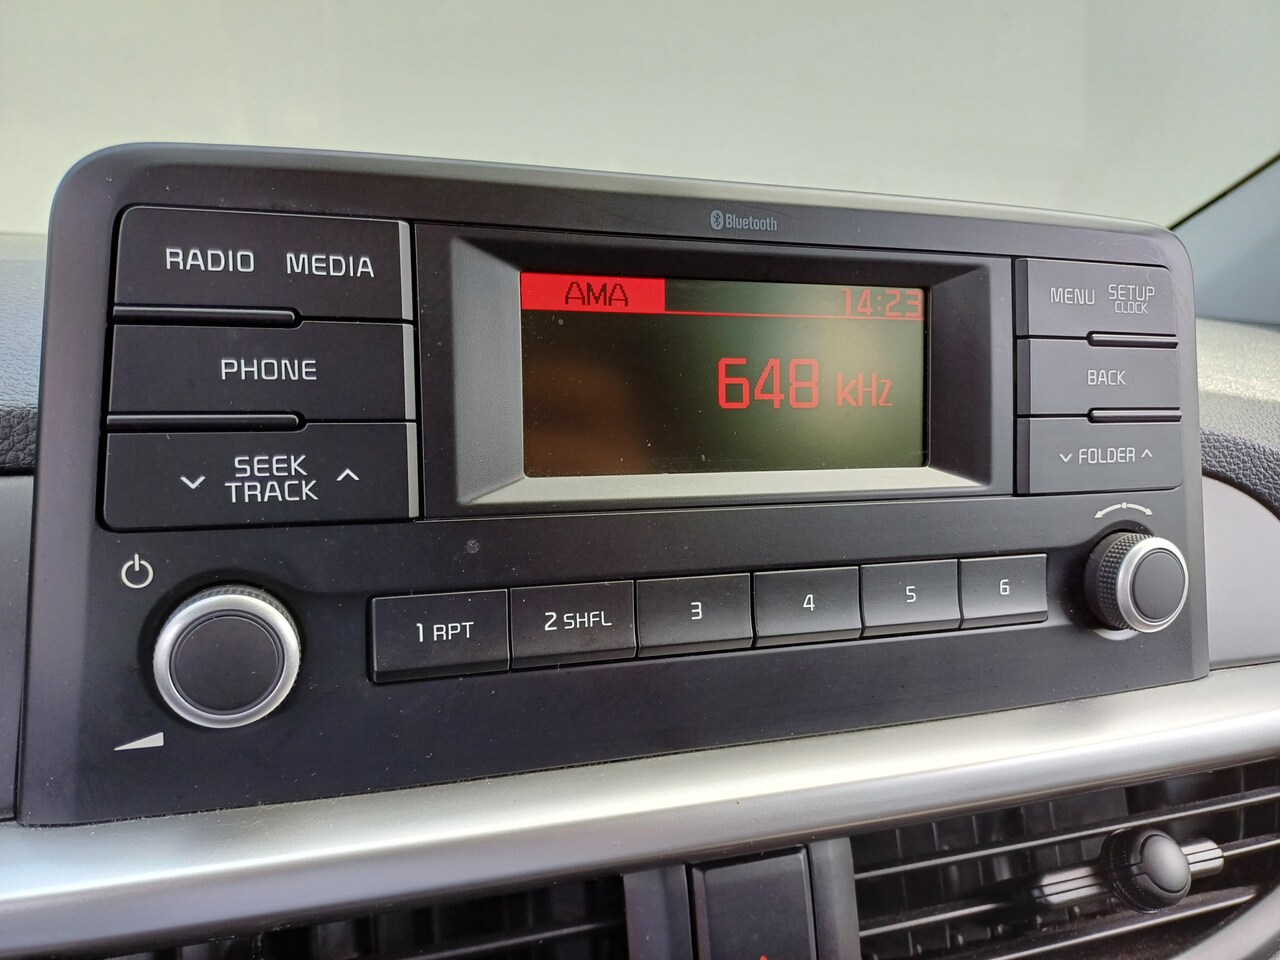 Bluetooth
RADIO MEDIA
PHONE
SEEK
TRACK
AMA 14:23
648 kHz
MENU SETUP
CLOCK
BACK
FOLDER
1 RPT 2 SHFL 3 4 5 6